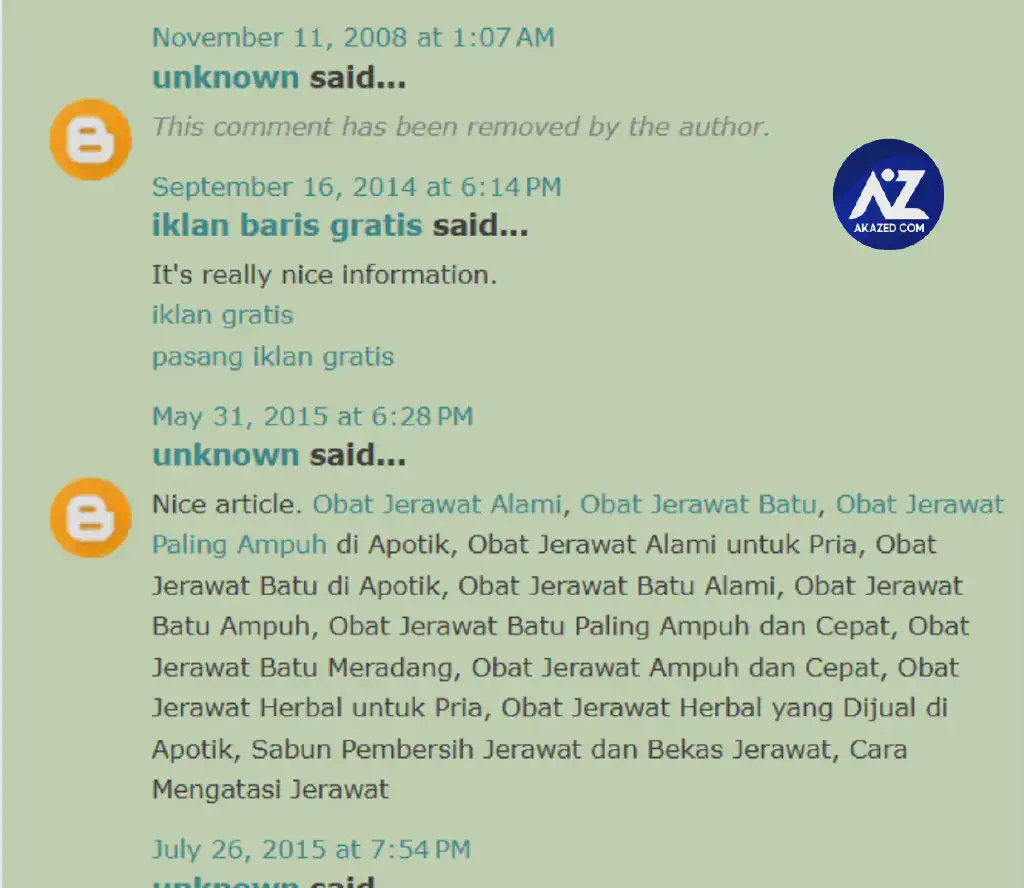 November 11, 2008 at 1:07 AM
unknown said...
This comment has been removed by the author.
September 16, 2014 at 6:14 PM
AZ
AKAZED COM
iklan baris gratis said...
It's really nice information.
iklan gratis
pasang iklan gratis
May 31, 2015 at 6:28 PM
unknown said...
Nice article. Obat Jerawat Alami, Obat Jerawat Batu, Obat Jerawat
Paling Ampuh di Apotik, Obat Jerawat Alami untuk Pria, Obat
Jerawat Batu di Apotik, Obat Jerawat Batu Alami, Obat Jerawat
Batu Ampuh, Obat Jerawat Batu Paling Ampuh dan Cepat, Obat
Jerawat Batu Meradang, Obat Jerawat Ampuh dan Cepat, Obat
Jerawat Herbal untuk Pria, Obat Jerawat Herbal yang Dijual di
Apotik, Sabun Pembersih Jerawat dan Bekas Jerawat, Cara
Mengatasi Jerawat
July 26, 2015 at 7:54 PM
unknown said